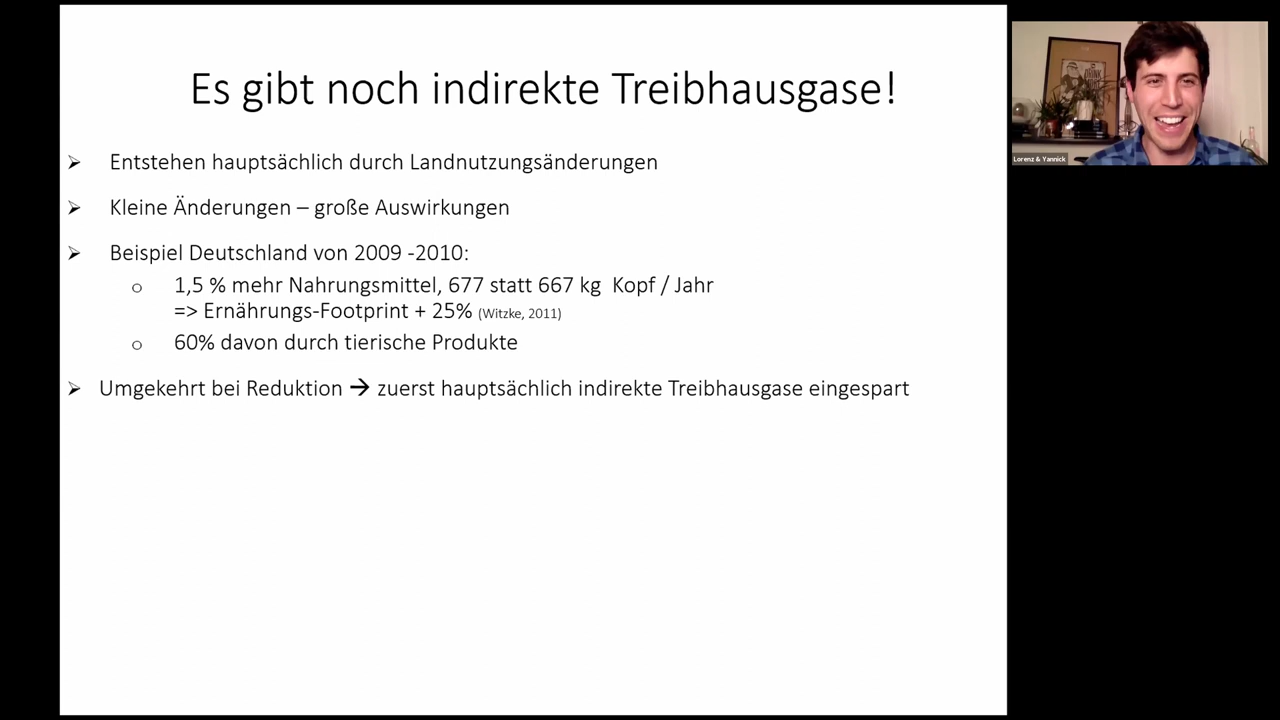 Es gibt noch indirekte Treibhausgase!
Entstehen hauptsächlich durch Landnutzungsänderungen
Kleine Änderungen – große Auswirkungen
Beispiel Deutschland von 2009 -2010:
1,5 % mehr Nahrungsmittel, 677 statt 667 kg Kopf / Jahr
=> Ernährungs-Footprint + 25% (Witzke, 2011)
60% davon durch tierische Produkte
Umgekehrt bei Reduktion → zuerst hauptsächlich indirekte Treibhausgase eingespart
Lorenz & Yannick